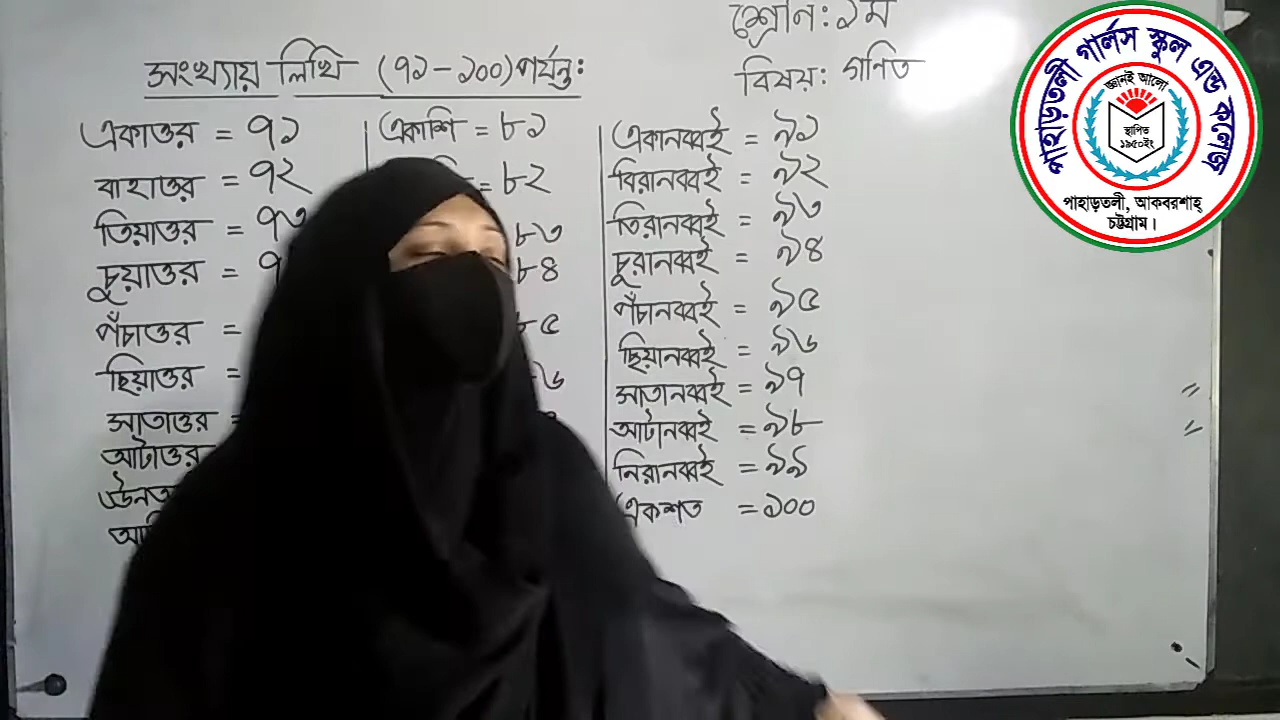 শ্রেনি: ১ম
বিষয়: গণিত
সংখ্যায় লিখি (৭১-১০০) পর্যন্ত:
একাত্তর = ৭১
বাহাত্তর = ৭২
তিয়াত্তর = ৭৩
চুয়াত্তর =
পঁচাত্তর =
ছিয়াত্তর =
সাতাত্তর =
আটাত্তর
একাশি = ৮১
= ৮২
৮৩
৮৪
৮৫
একানব্বই = ৯১
বিরানব্বই = ৯২
তিরানব্বই = ৯৩
চুরানব্বই = ৯৪
পঁচানব্বই = ৯৫
ছিয়ানব্বই = ৯৬
সাতানব্বই = ৯৭
আটানব্বই = ৯৮
নিরানব্বই = ৯৯
একশত = ১০০
পাহাড়তলী গার্লস স্কুল এন্ড কলেজ
জ্ঞানই আলো
স্থাপিত
১৯৫০ইং
পাহাড়তলী, আকবরশাহ্
চট্টগ্রাম।